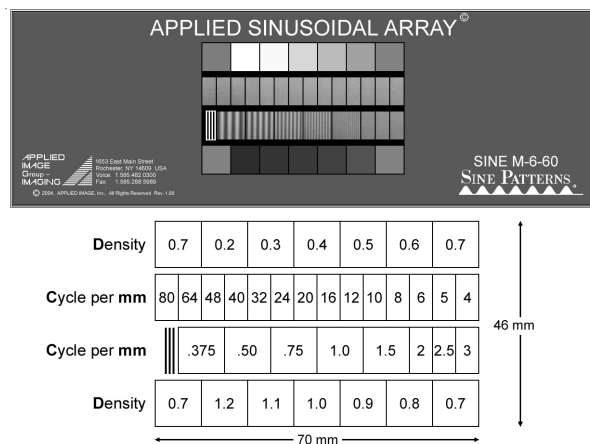 APPLIED SINUSOIDAL ARRAY©
APPLIED
IMAGE
Group –
IMAGING
1653 East Main Street
Rochester, NY 14609 USA
Voice 1.585.482.0300
Fax: 1.585.288.5989
© 2004 APPLIED IMAGE, Inc., All Rights Reserved Rev. 1.00
SINE M-6-60
SINE PATTERNS
Density 0.7 0.2 0.3 0.4 0.5 0.6 0.7
Cycle per mm 80 64 48 40 32 24 20 16 12 10 8 6 5 4
Cycle per mm .375 .50 .75 1.0 1.5 2 2.5 3
Density 0.7 1.2 1.1 1.0 0.9 0.8 0.7
46 mm
70 mm